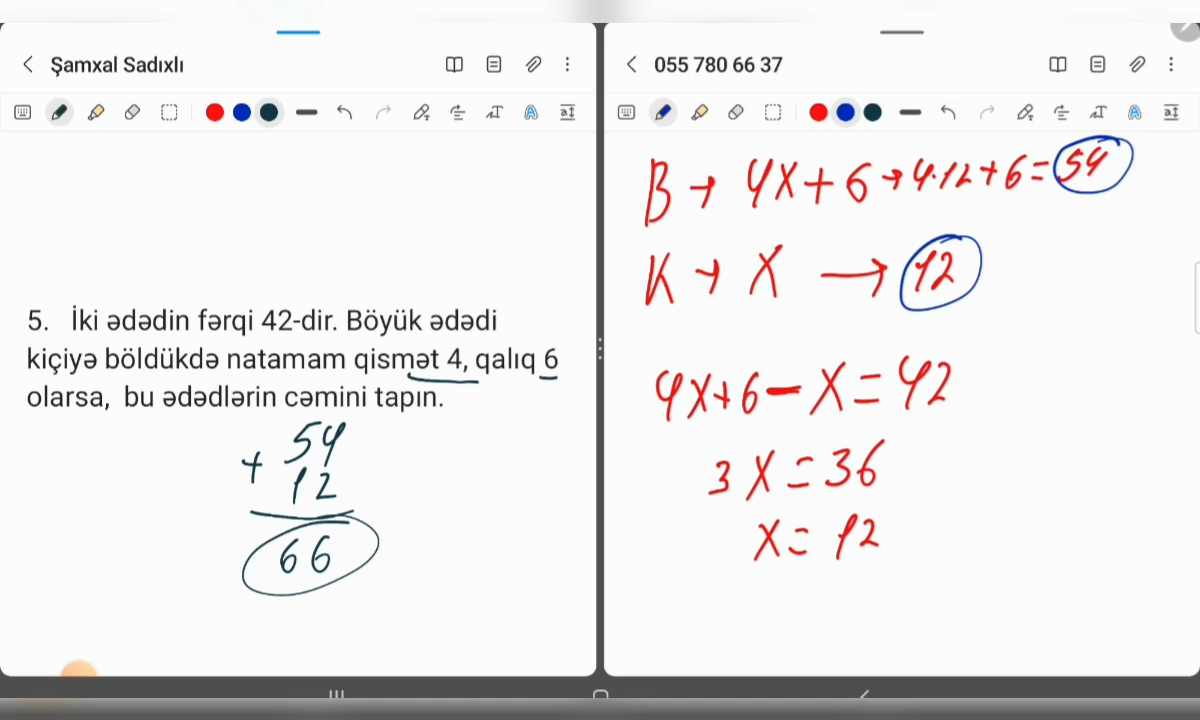 Şamxal Sadıxlı
5. İki ədədin fərqi 42-dir. Böyük ədədi
kiçiyə böldükdə natamam qismət 4, qalıq 6
olarsa, bu ədədlərin cəmini tapın.
+ 54
12
66
055 780 66 37
B → 4X+6→4·12+6=54
K → X → 12
4X+6-X=42
3X=36
X=12